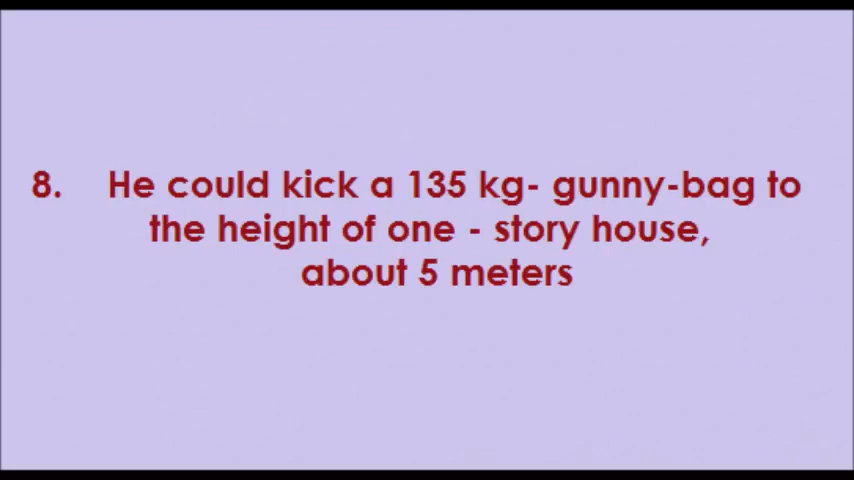 8. He could kick a 135 kg- gunny-bag to
the height of one - story house,
about 5 meters